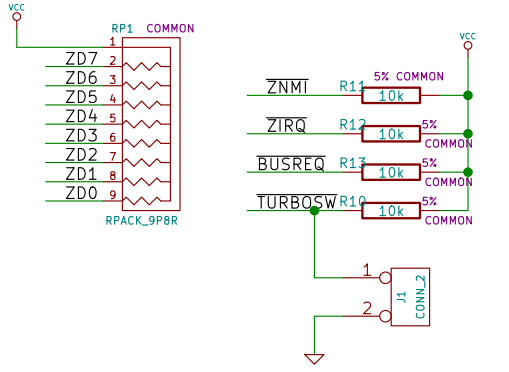 VCC
RP1 COMMON
1
ZD7 2
ZD6 3
ZD5 4
ZD4 5
ZD3 6
ZD2 7
ZD1 8
ZD0 9
RPACK_9P8R
VCC
5% COMMON
ZNMI R11 10k
ZIRQ R12 10k 5%
COMMON
BUSREQ R13 10k 5%
COMMON
TURBOSW R10 10k 5%
COMMON
1
2
J1
CONN_2